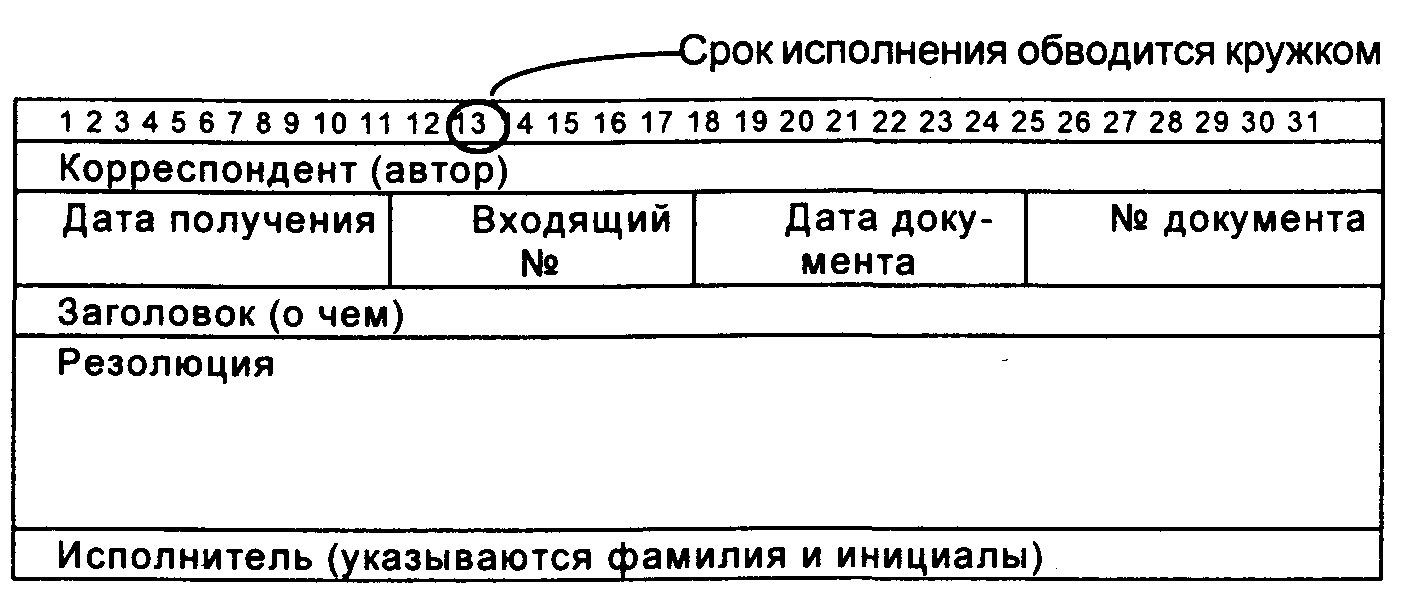 Срок исполнения обводится кружком
1 2 3 4 5 6 7 8 9 10 11 12 13 14 15 16 17 18 19 20 21 22 23 24 25 26 27 28 29 30 31
Корреспондент (автор)
Дата получения
Входящий
№
Дата доку-
мента
№ документа
Заголовок (о чем)
Резолюция
Исполнитель (указываются фамилия и инициалы)